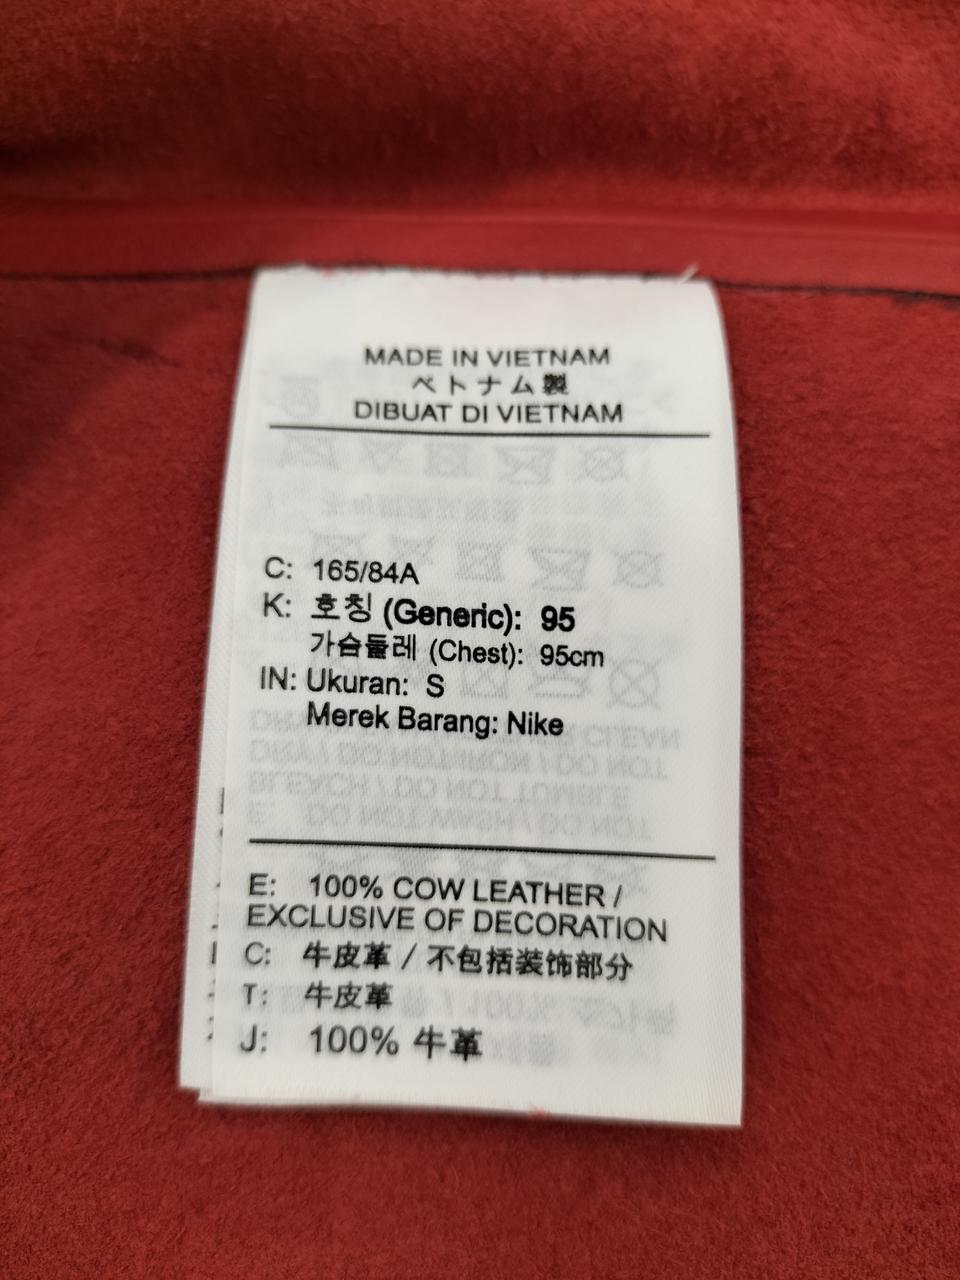 MADE IN VIETNAM
ベトナム製
DIBUAT DI VIETNAM
C: 165/84A
K: 호칭 (Generic): 95
가슴둘레 (Chest): 95cm
IN: Ukuran: S
Merek Barang: Nike
E: 100% COW LEATHER /
EXCLUSIVE OF DECORATION
C: 牛皮革 / 不包括装饰部分
T: 牛皮革
J: 100% 牛革